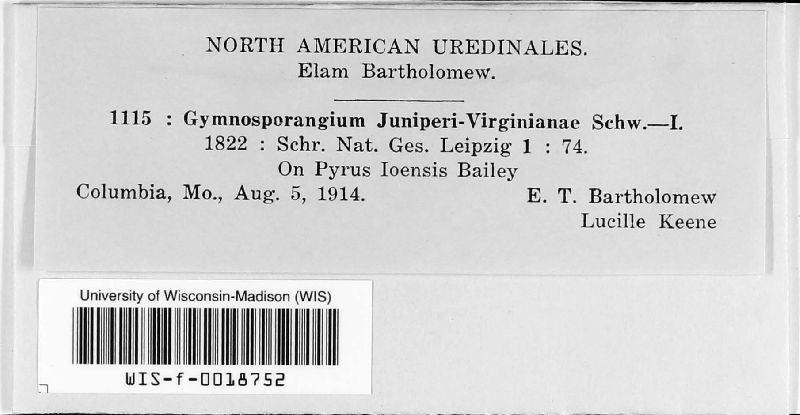 NORTH AMERICAN UREDINALES.
Elam Bartholomew.
1115 : Gymnosporangium Juniperi-Virginianae Schw.—I.
1822 : Schr. Nat. Ges. Leipzig 1 : 74.
On Pyrus Ioensis Bailey
Columbia, Mo., Aug. 5, 1914. E. T. Bartholomew
Lucille Keene
University of Wisconsin-Madison (WIS)
WIS-f-0018752